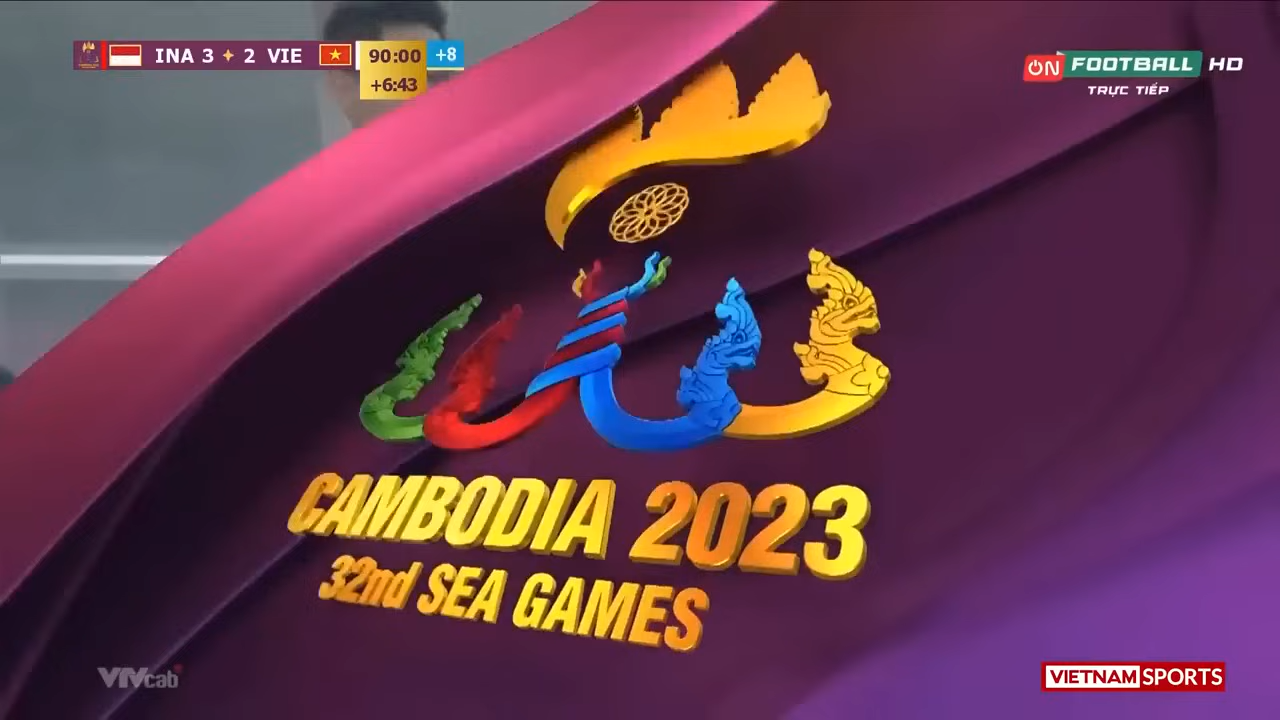 INA 3 2 VIE
90:00
+8
+6:43
ON FOOTBALL HD
TRỰC TIẾP
CAMBODIA 2023
32nd SEA GAMES
VTVcab
VIETNAM SPORTS